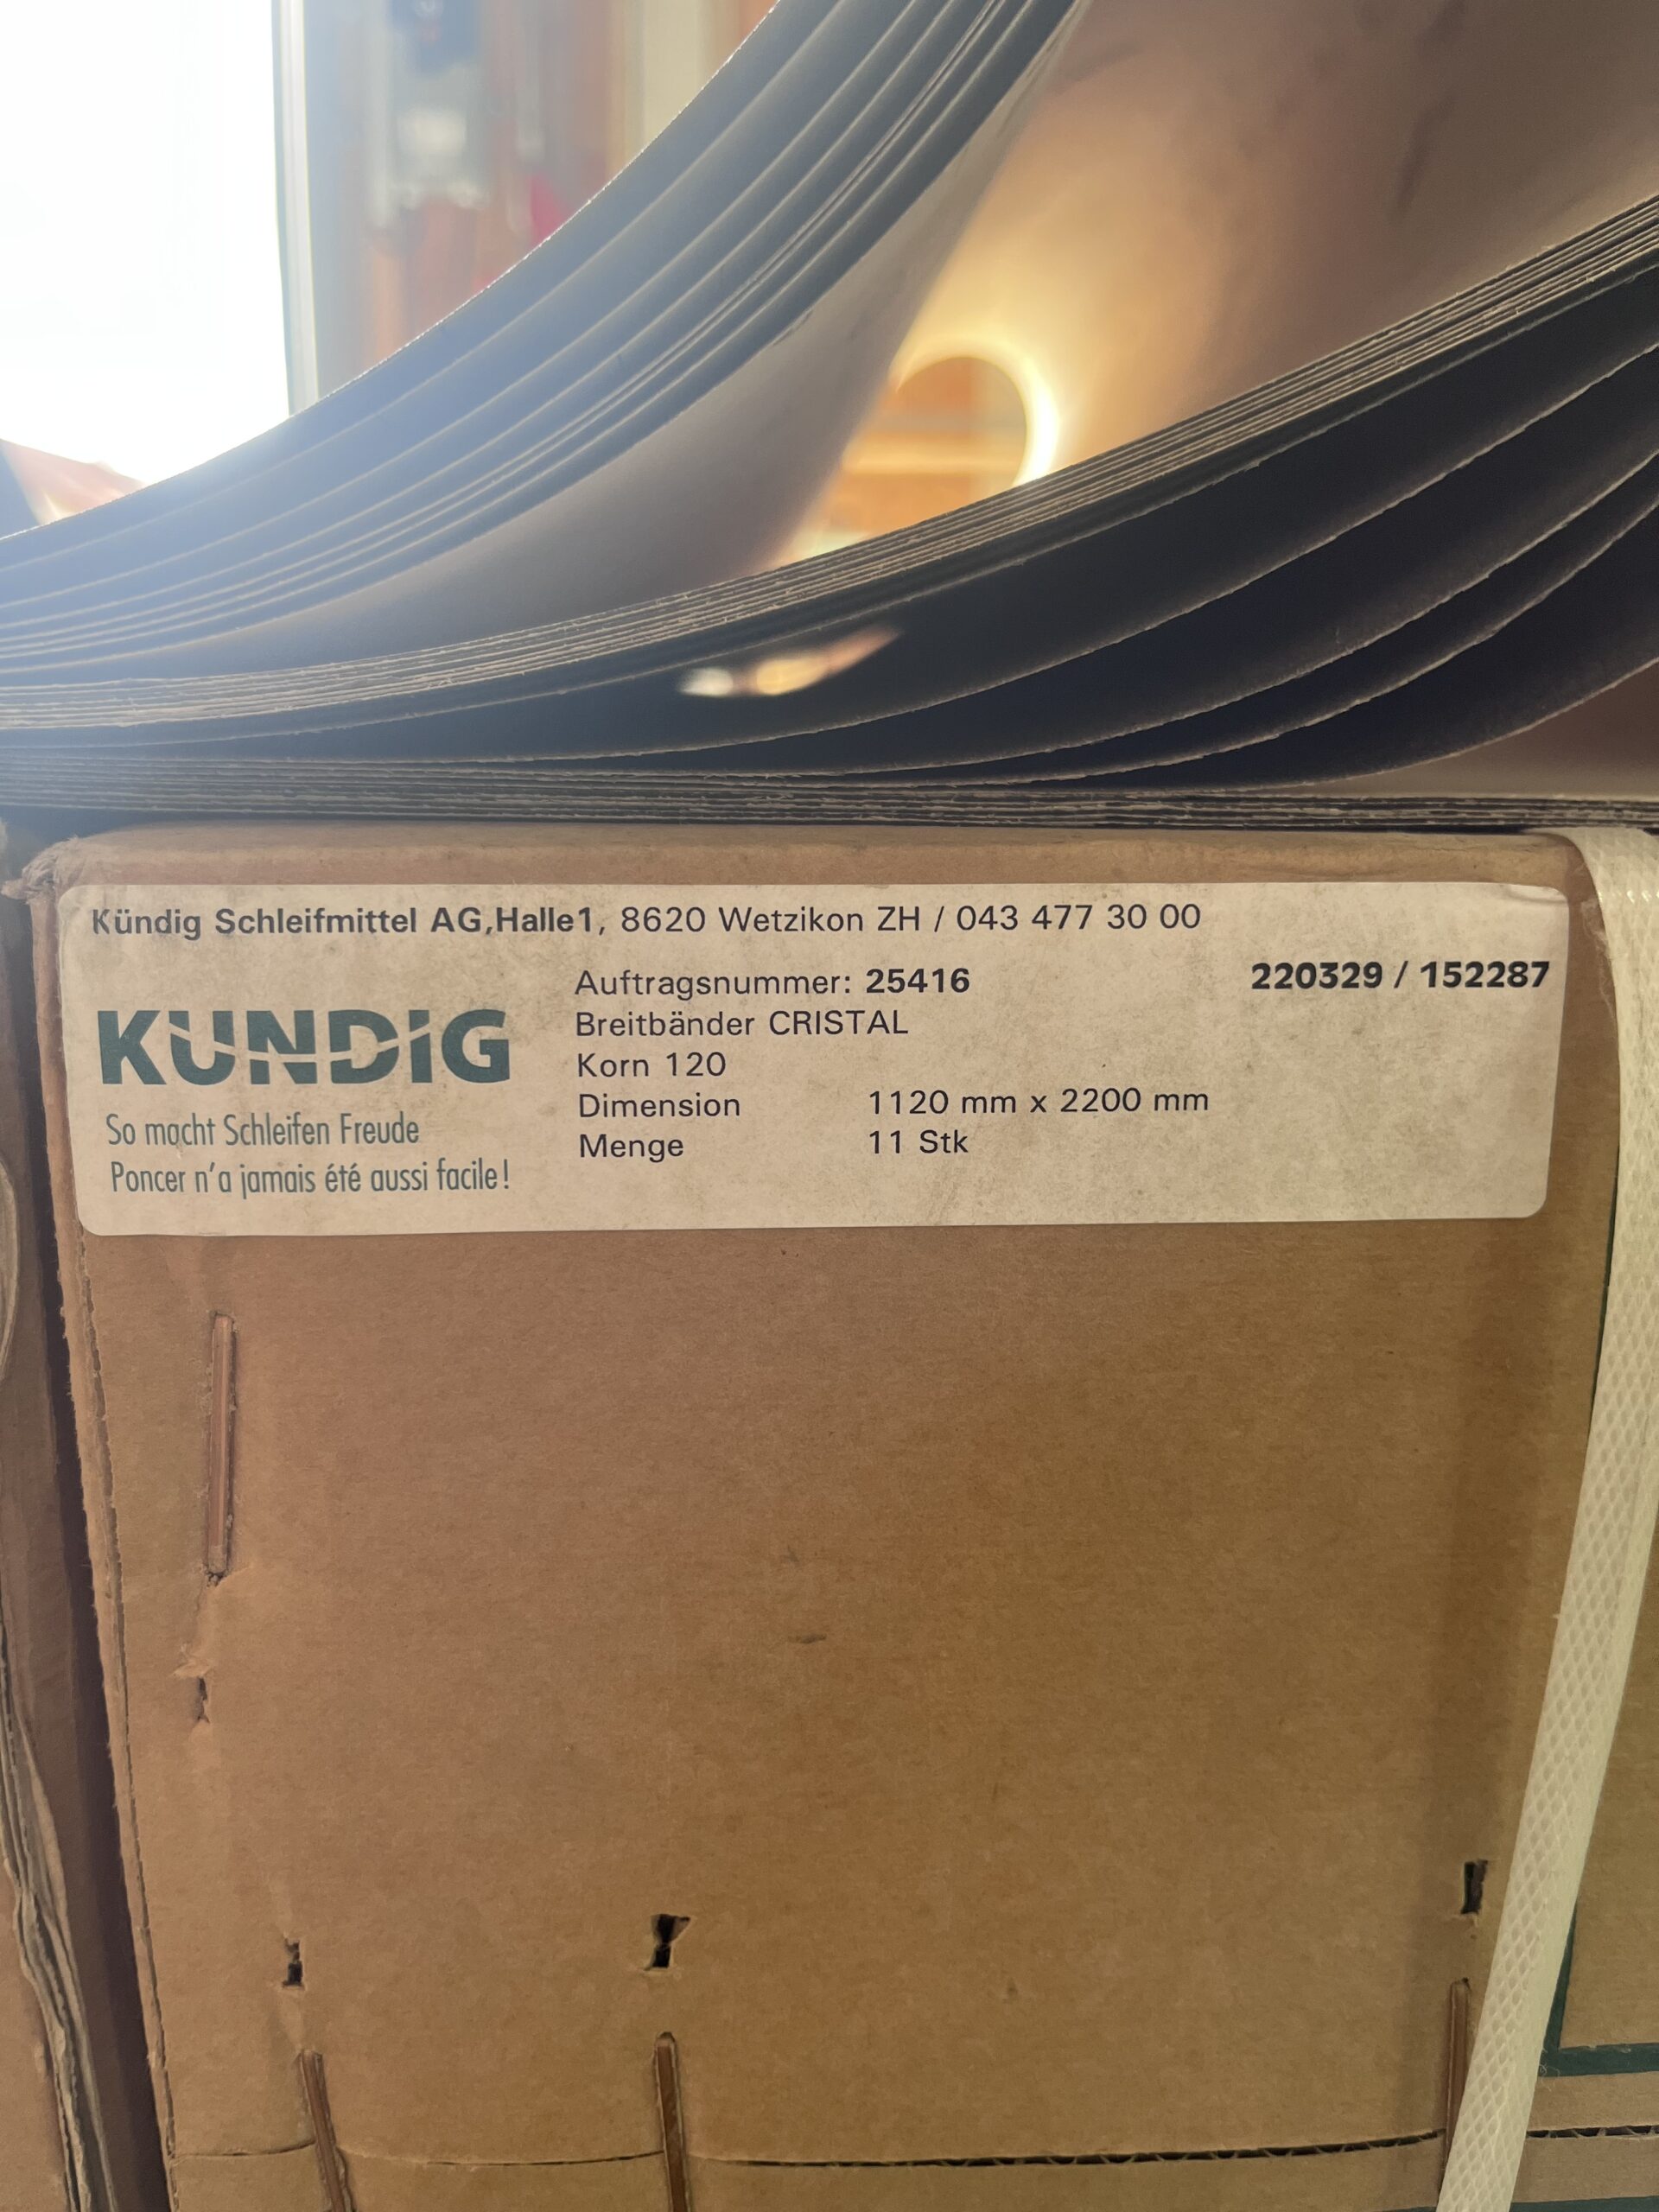 Kündig Schleifmittel AG,Halle1, 8620 Wetzikon ZH / 043 477 30 00
Auftragsnummer: 25416 220329 / 152287
KÜNDiG
Breitbänder CRISTAL
Korn 120
Dimension 1120 mm x 2200 mm
Menge 11 Stk
So macht Schleifen Freude
Poncer n'a jamais été aussi facile!